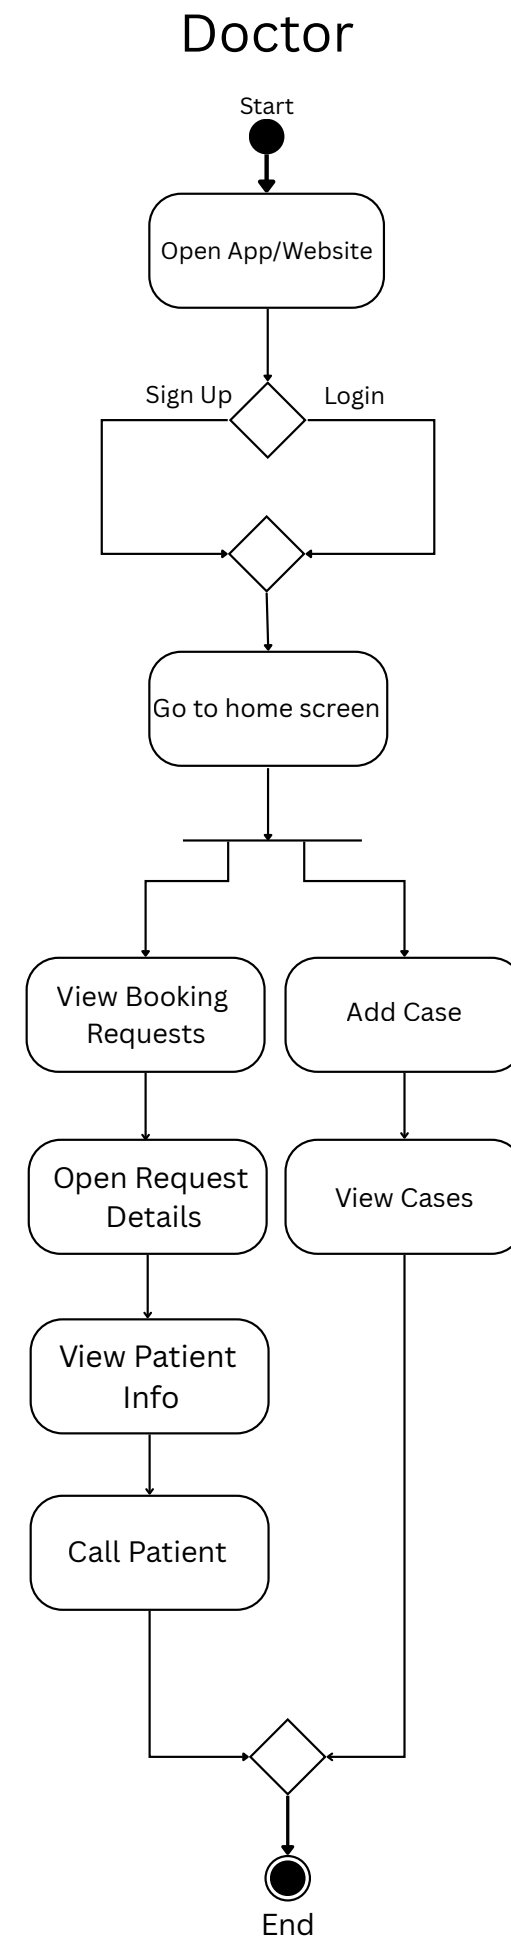 Doctor
Start
Open App/Website
Sign Up
Login
Go to home screen
View Booking
Requests
Add Case
Open Request
Details
View Cases
View Patient
Info
Call Patient
End